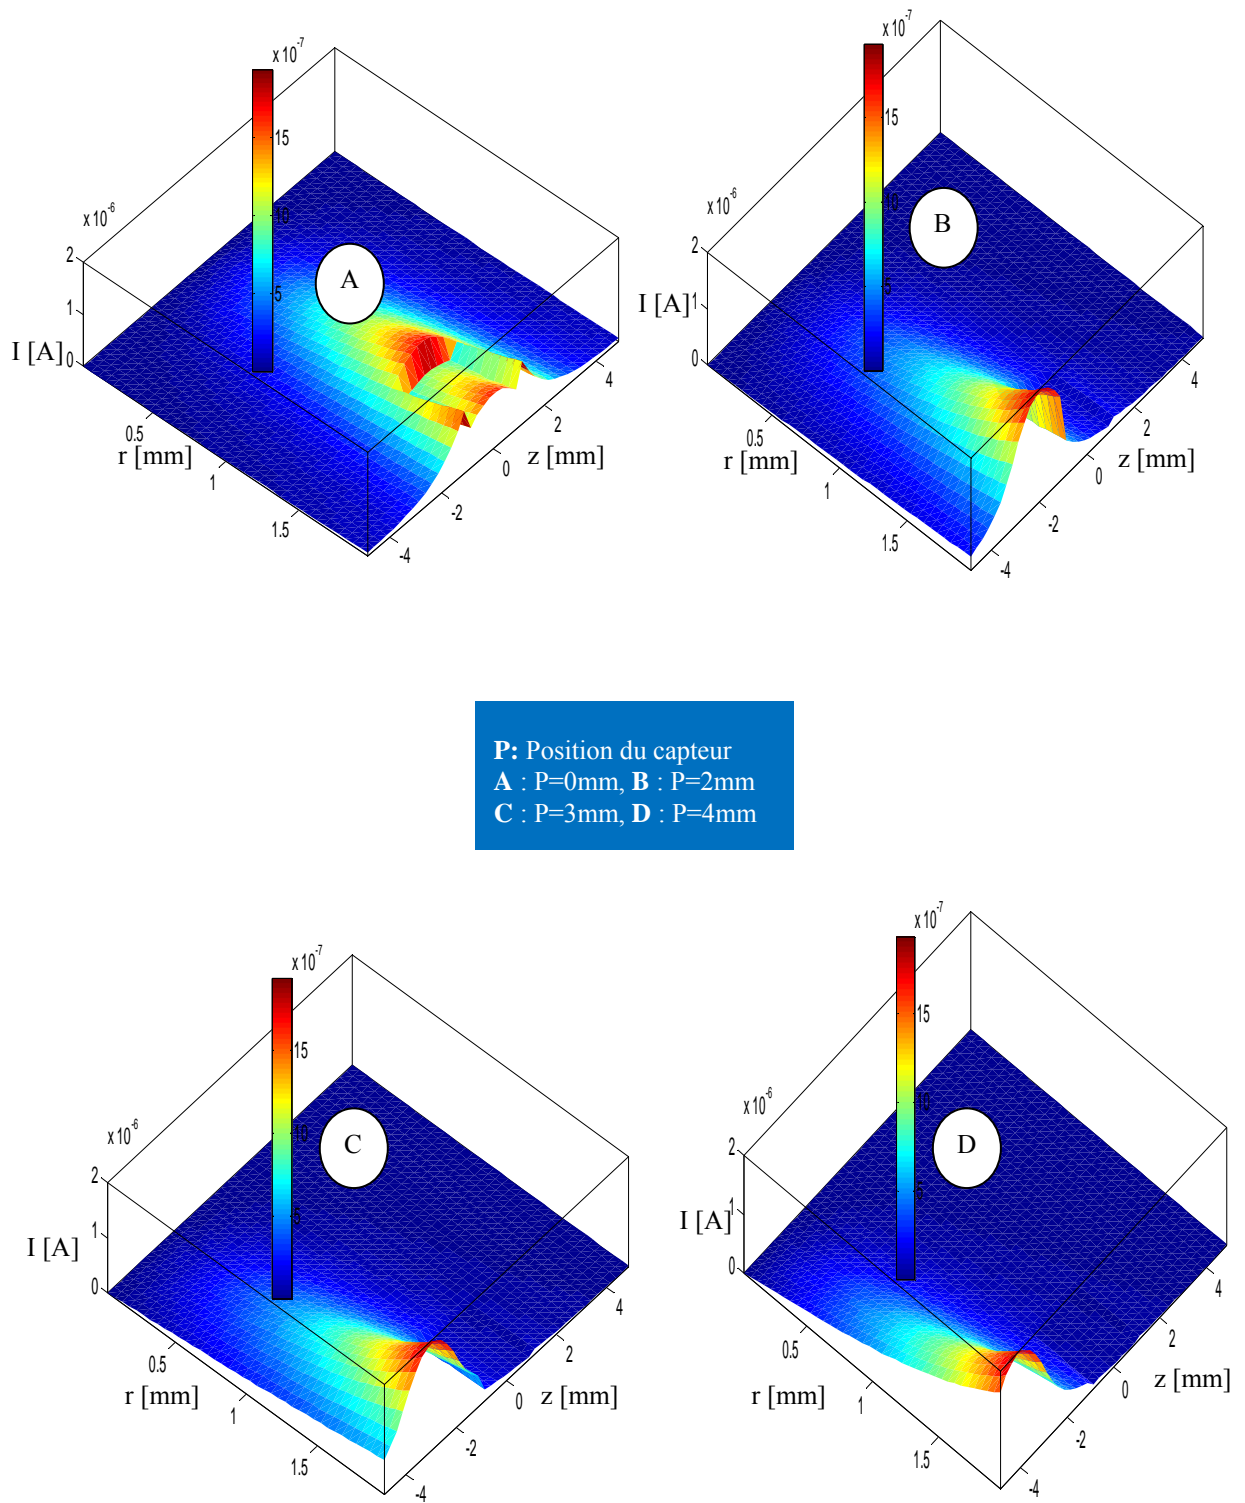 x 10^-7
15
10
5
x 10^-6
2
1
0
I [A]
A
0.5
1
1.5
r [mm]
-4
-2
0
2
4
z [mm]
x 10^-7
15
10
5
x 10^-6
2
1
0
I [A]
B
0.5
1
1.5
r [mm]
-4
-2
0
2
4
z [mm]
P: Position du capteur
A : P=0mm, B : P=2mm
C : P=3mm, D : P=4mm
x 10^-7
15
10
5
x 10^-6
2
1
0
I [A]
C
0.5
1
1.5
r [mm]
-4
-2
0
2
4
z [mm]
x 10^-7
15
10
5
x 10^-6
2
1
0
I [A]
D
0.5
1
1.5
r [mm]
-4
-2
0
2
4
z [mm]